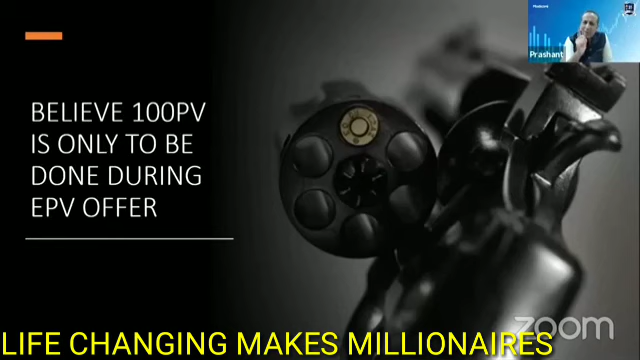 Prashant
BELIEVE 100PV
IS ONLY TO BE
DONE DURING
EPV OFFER
zoom
LIFE CHANGING MAKES MILLIONAIRES